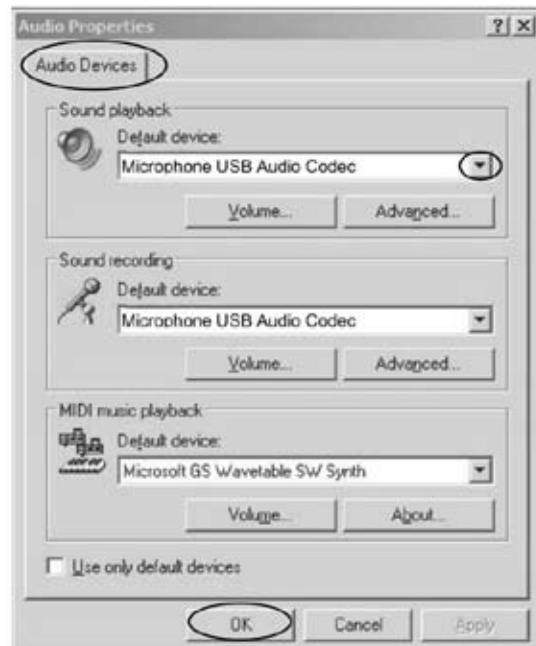 Audio Properties ? X
Audio Devices
Sound playback
Default device:
Microphone USB Audio Codec
Volume... Advanced...
Sound recording
Default device:
Microphone USB Audio Codec
Volume... Advanced...
MIDI music playback
Default device:
Microsoft GS Wavetable SW Synth
Volume... About...
Use only default devices
OK Cancel Apply